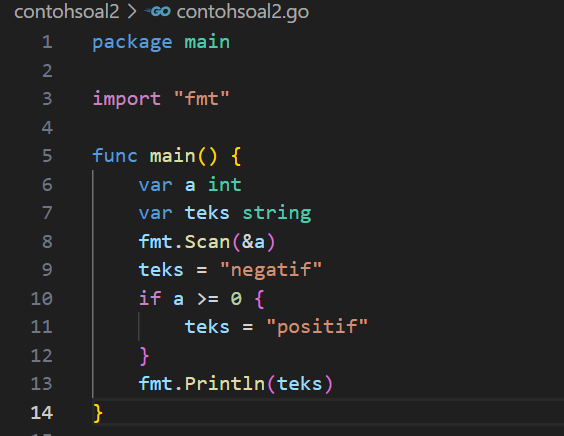 contohsoal2 > GO contohsoal2.go
1 package main
2
3 import "fmt"
4
5 func main() {
6     var a int
7     var teks string
8     fmt.Scan(&a)
9     teks = "negatif"
10     if a >= 0 {
11         teks = "positif"
12     }
13     fmt.Println(teks)
14 }